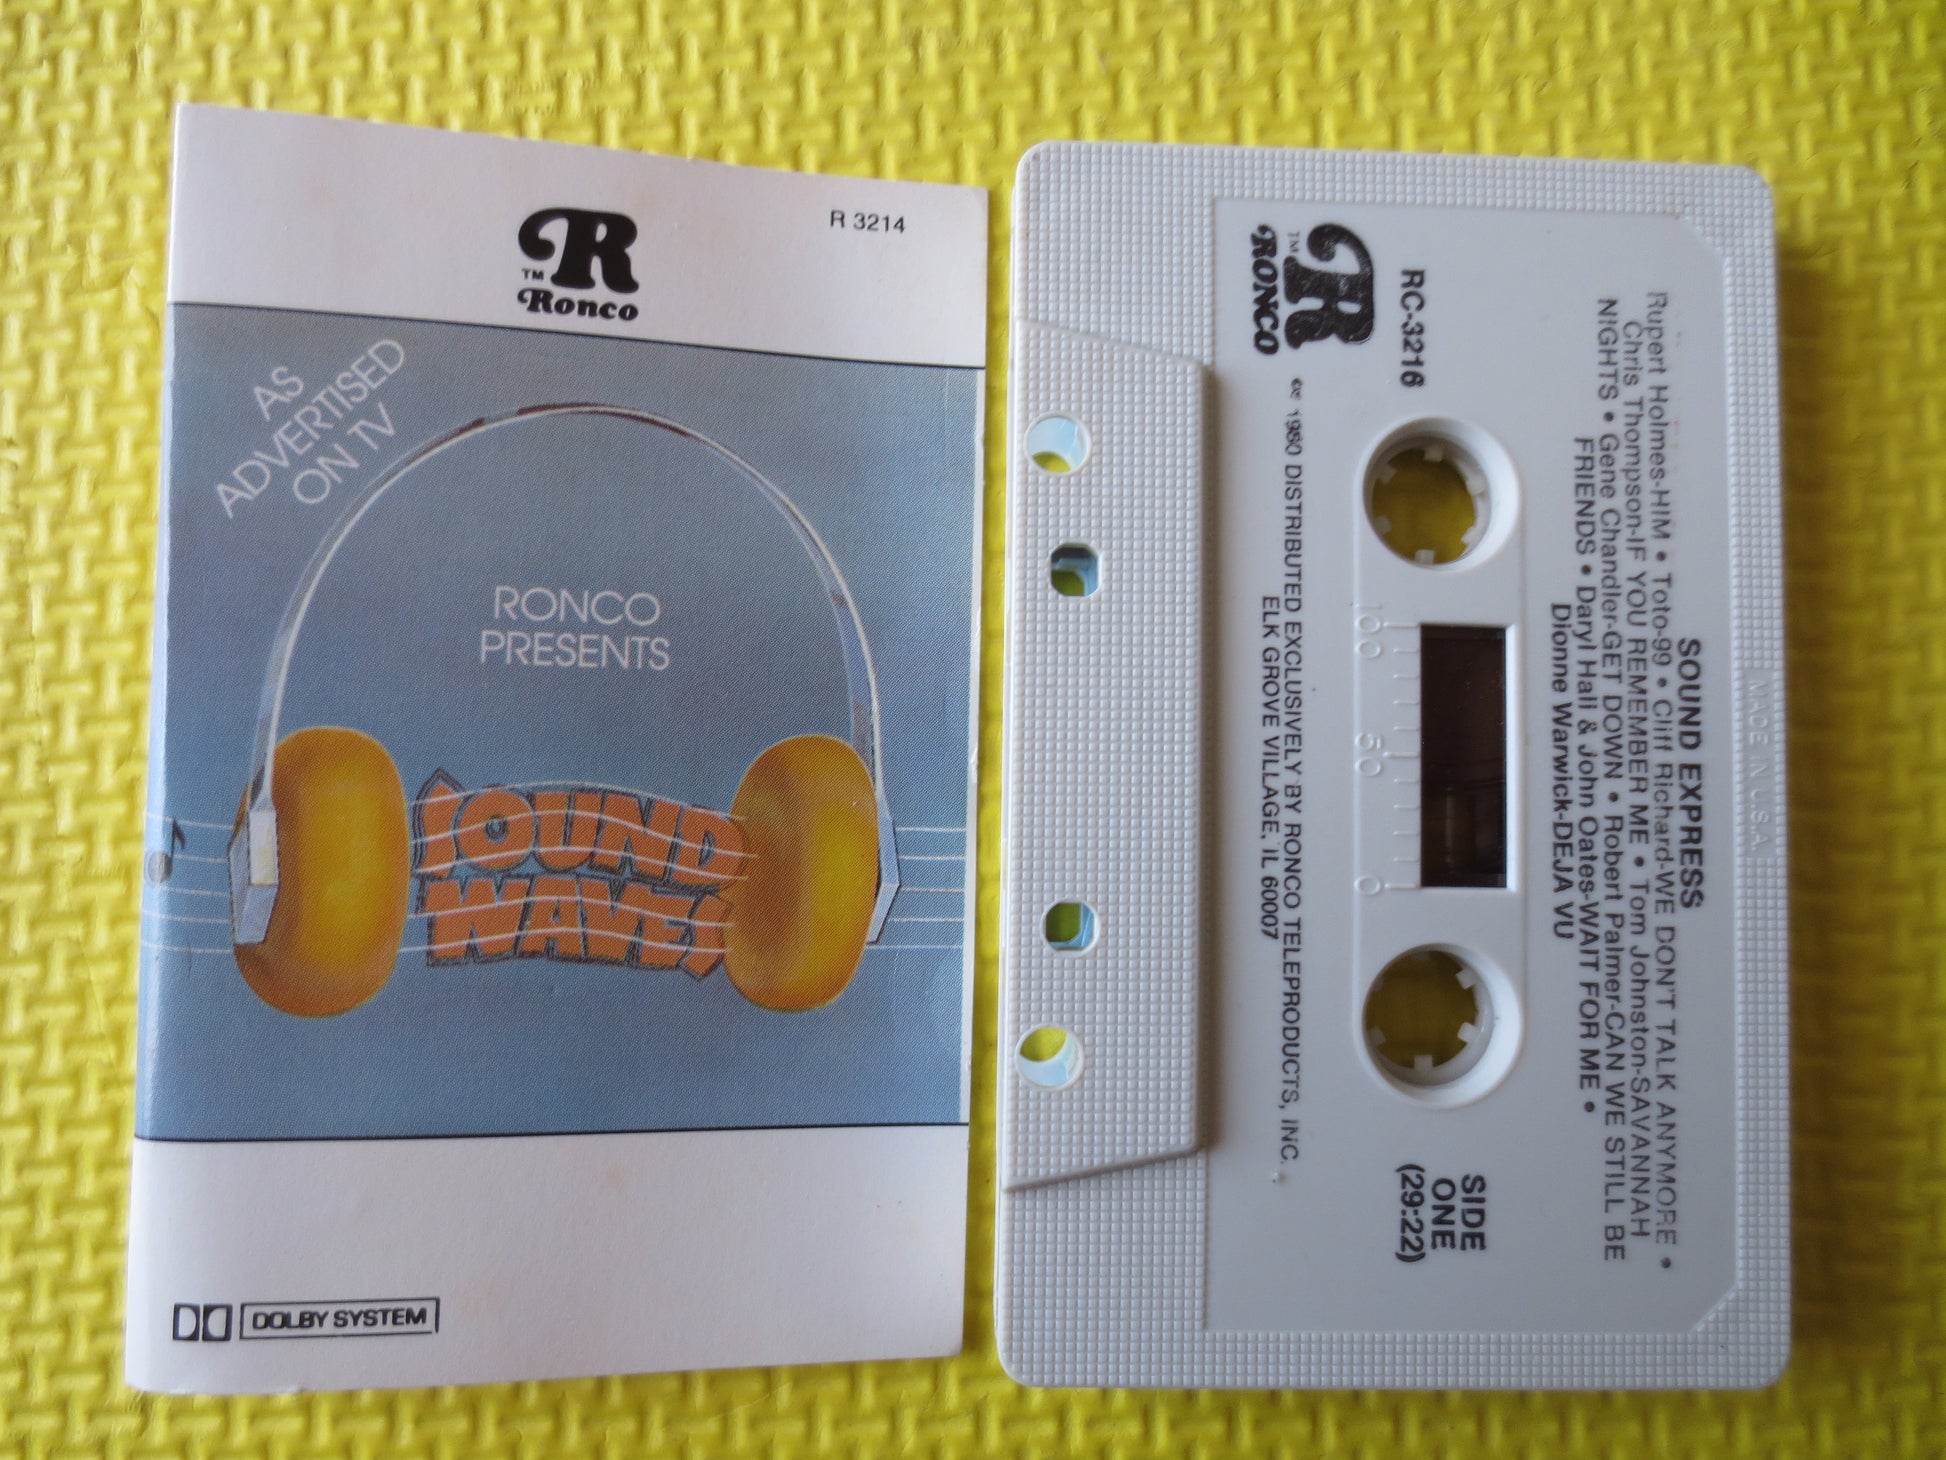 R 3214
R
TM
Ronco
AS
ADVERTISED
ON TV
RONCO
PRESENTS
SOUND
WAVES
DOLBY SYSTEM
MADE IN U.S.A.
SOUND EXPRESS
Rupert Holmes-HIM • Toto-99 • Cliff Richard-WE DON'T TALK ANYMORE •
Chris Thompson-IF YOU REMEMBER ME • Tom Johnston-SAVANNAH
NIGHTS • Gene Chandler-GET DOWN • Robert Palmer-CAN WE STILL BE
FRIENDS • Daryl Hall & John Oates-WAIT FOR ME •
Dionne Warwick-DEJA VU
RC-3216
SIDE
ONE
(29:22)
100 50 0
R
TM
RONCO
1980 DISTRIBUTED EXCLUSIVELY BY RONCO TELEPRODUCTS, INC.
ELK GROVE VILLAGE, IL 60007